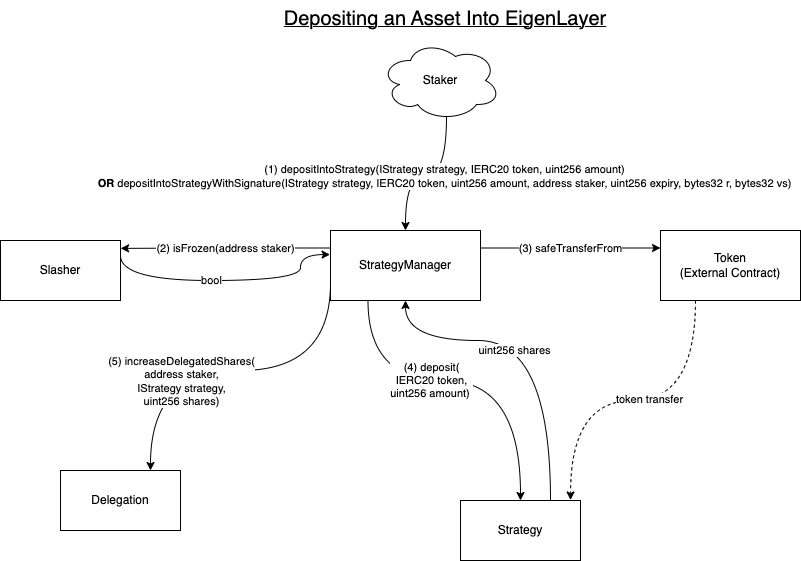 Depositing an Asset Into EigenLayer
Staker
(1) depositIntoStrategy(IStrategy strategy, IERC20 token, uint256 amount)
OR depositIntoStrategyWithSignature(IStrategy strategy, IERC20 token, uint256 amount, address staker, uint256 expiry, bytes32 r, bytes32 vs)
Slasher
(2) isFrozen(address staker)
bool
StrategyManager
(3) safeTransferFrom
Token
(External Contract)
uint256 shares
(4) deposit(
IERC20 token,
uint256 amount)
(5) increaseDelegatedShares(
address staker,
IStrategy strategy,
uint256 shares)
token transfer
Delegation
Strategy